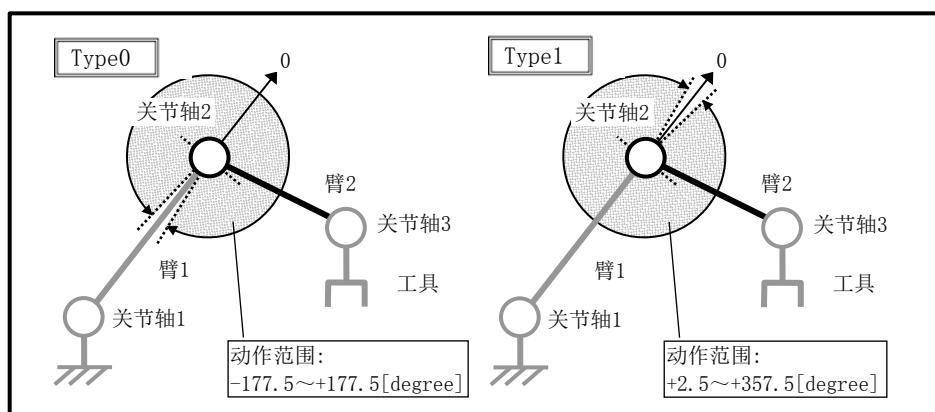 Type0
0
关节轴2
臂2
关节轴3
臂1
工具
关节轴1
动作范围:
-177.5～+177.5[degree]
Type1
0
关节轴2
臂2
关节轴3
臂1
工具
关节轴1
动作范围:
+2.5～+357.5[degree]